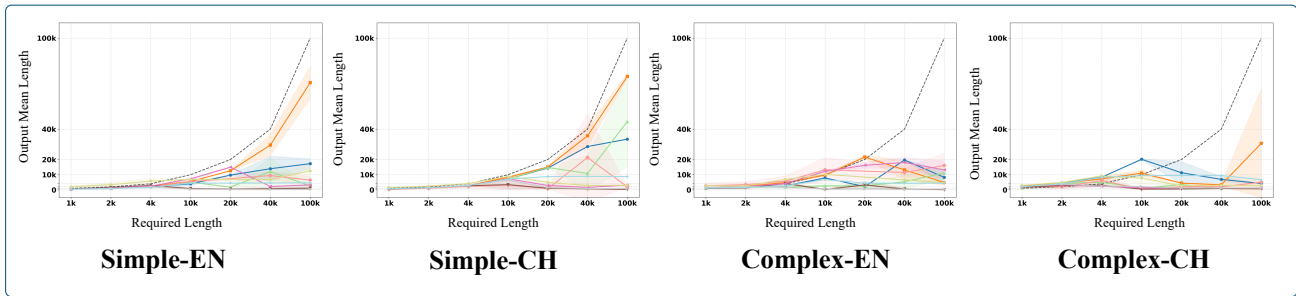 100k
40k
20k
10k
0
Output Mean Length
1k 2k 4k 10k 20k 40k 100k
Required Length
Simple-EN
100k
40k
20k
10k
0
Output Mean Length
1k 2k 4k 10k 20k 40k 100k
Required Length
Simple-CH
100k
40k
20k
10k
0
Output Mean Length
1k 2k 4k 10k 20k 40k 100k
Required Length
Complex-EN
100k
40k
20k
10k
0
Output Mean Length
1k 2k 4k 10k 20k 40k 100k
Required Length
Complex-CH